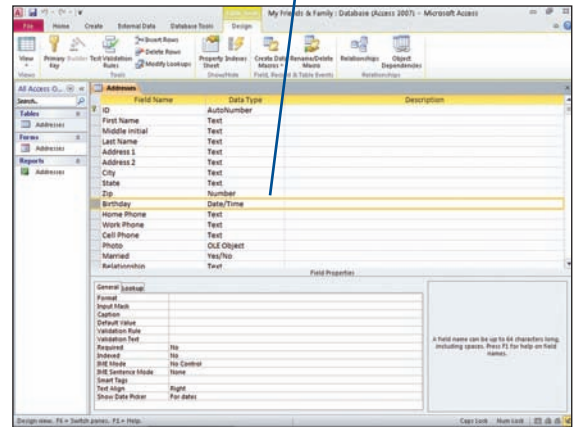 My Friends & Family : Database (Access 2007) - Microsoft Access
File Home Create External Data Database Tools Design
View Primary Key Builder Test Validation Rules Insert Rows Delete Rows Modify Lookups Property Sheet Indexes Create Data Macros Rename/Delete Macro Relationships Object Dependencies
Views Tools Show/Hide Field, Record & Table Events Relationships
All Access O... Addresses
Search..
Tables
Addresses
Forms
Addresses
Reports
Addresses
Field Name Data Type Description
ID AutoNumber
First Name Text
Middle Initial Text
Last Name Text
Address 1 Text
Address 2 Text
City Text
State Text
Zip Number
Birthday Date/Time
Home Phone Text
Work Phone Text
Cell Phone Text
Photo OLE Object
Married Yes/No
Relationship Text
Field Properties
General Lookup
Format
Input Mask
Caption
Default Value
Validation Rule
Validation Text
Required No
Indexed No
IME Mode No Control
IME Sentence Mode None
Smart Tags
Text Align Right
Show Date Picker For dates
A field name can be up to 64 characters long,
including spaces. Press F1 for help on field
names.
Design view. F6 = Switch panes. F1 = Help. Caps Lock Num Lock